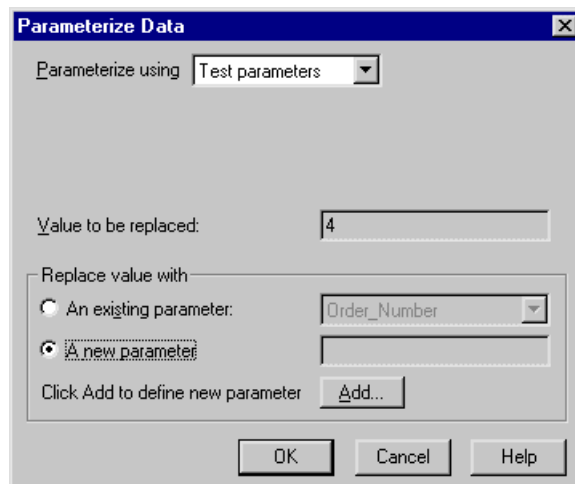 Parameterize Data
Parameterize using Test parameters
Value to be replaced: 4
Replace value with
An existing parameter: Order_Number
A new parameter
Click Add to define new parameter Add...
OK Cancel Help